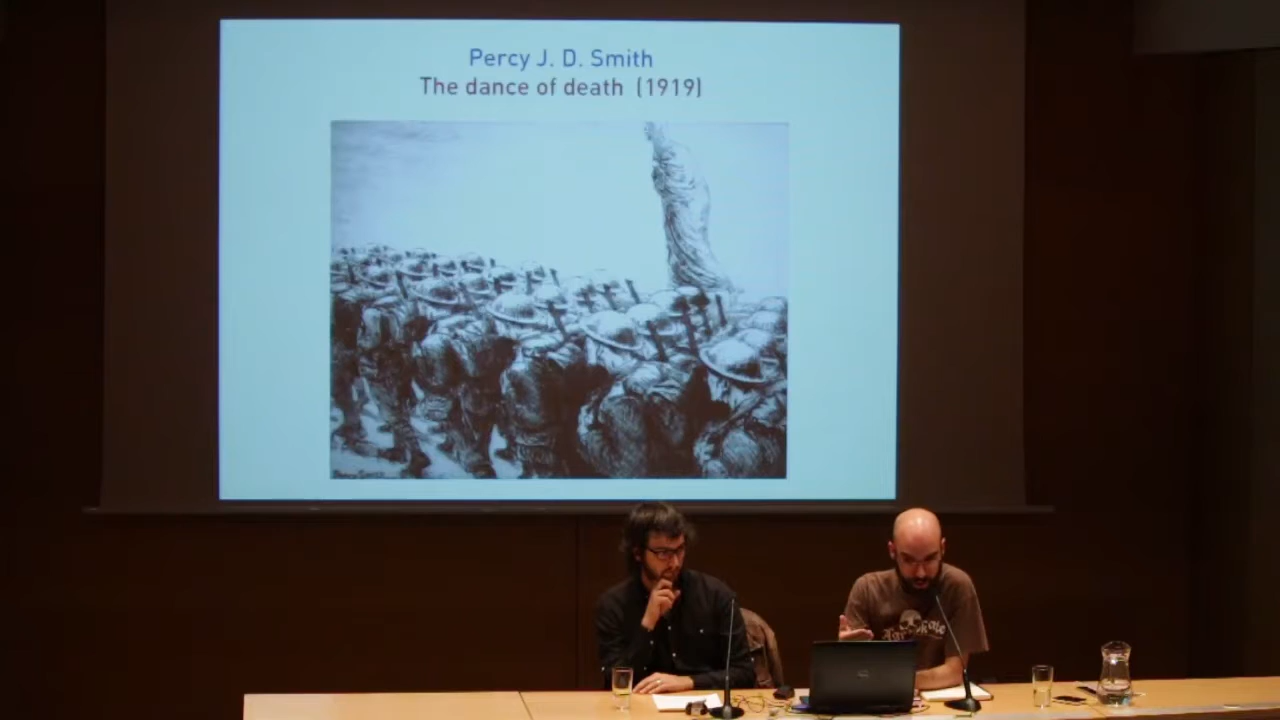 Percy J. D. Smith
The dance of death (1919)